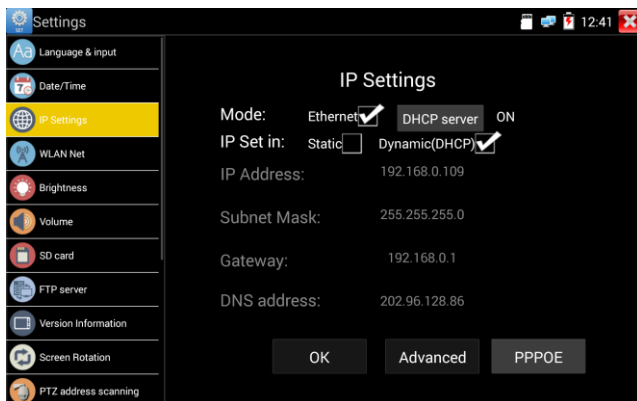 Settings
12:41
SET
Aa Language & input
76 Date/Time
IP Settings
WLAN Net
Brightness
Volume
SD card
FTP server
Version Information
Screen Rotation
PTZ address scanning
IP Settings
Mode: Ethernet DHCP server ON
IP Set in: Static Dynamic(DHCP)
IP Address: 192.168.0.109
Subnet Mask: 255.255.255.0
Gateway: 192.168.0.1
DNS address: 202.96.128.86
OK Advanced PPPOE